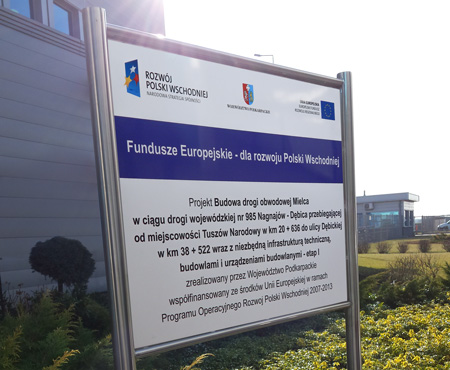 ROZWÓJ
POLSKI WSCHODNIEJ
NARODOWA STRATEGIA SPÓJNOŚCI
WOJEWÓDZTWO PODKARPACKIE
UNIA EUROPEJSKA
Fundusze Europejskie - dla rozwoju Polski Wschodniej
Projekt Budowa drogi obwodowej Mielca
w ciągu drogi wojewódzkiej nr 985 Nagnajów - Dębica przebiegającej
od miejscowości Tuszów Narodowy w km 20 + 636 do ulicy Dębickiej
w km 38 + 522 wraz z niezbędną infrastrukturą techniczną,
budowlami i urządzeniami budowlanymi - etap I
zrealizowany przez Województwo Podkarpackie
współfinansowany ze środków Unii Europejskiej w ramach
Programu Operacyjnego Rozwój Polski Wschodniej 2007-2013